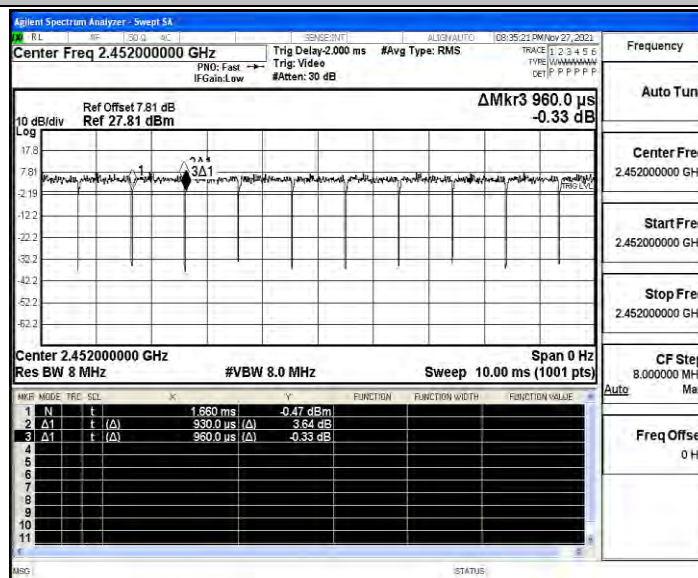 Agilent Spectrum Analyzer - Swept SA
RL RF 50 Ω AC SENSE:INT ALIGNAUTO 08:35:21 PM Nov 27, 2021
Center Freq 2.452000000 GHz
PNO: Fast
IFGain:Low
Trig Delay-2.000 ms
Trig: Video
#Atten: 30 dB
#Avg Type: RMS
TRACE 1 2 3 4 5 6
TYPE WWWWWW
DET P P P P P P
Ref Offset 7.81 dB
10 dB/div Ref 27.81 dBm
Log
ΔMkr3 960.0 µs
-0.33 dB
17.8
7.81
-2.19
-12.2
-22.2
-32.2
-42.2
-52.2
-62.2
1
3Δ1
TRIG LVL
Center 2.452000000 GHz Span 0 Hz
Res BW 8 MHz #VBW 8.0 MHz Sweep 10.00 ms (1001 pts)
MKR MODE TRC SCL X Y FUNCTION FUNCTION WIDTH FUNCTION VALUE
1 N t 1.660 ms -0.47 dBm
2 Δ1 t (Δ) 930.0 µs (Δ) 3.64 dB
3 Δ1 t (Δ) 960.0 µs (Δ) -0.33 dB
4
5
6
7
8
9
10
11
MSG STATUS
Frequency
Auto Tun
Center Fre
2.452000000 GH
Start Fre
2.452000000 GH
Stop Fre
2.452000000 GH
CF Step
8.000000 MH
Auto Ma
Freq Offse
0 H